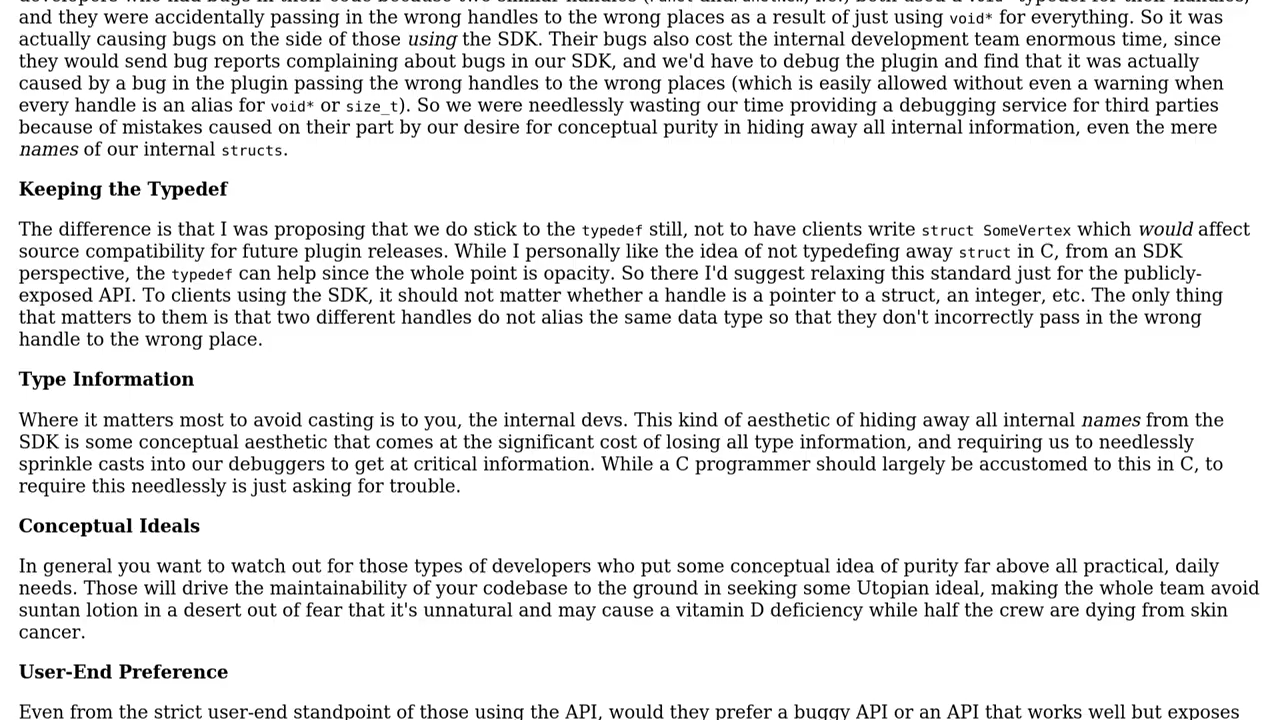 and they were accidentally passing in the wrong handles to the wrong places as a result of just using void* for everything. So it was
actually causing bugs on the side of those using the SDK. Their bugs also cost the internal development team enormous time, since
they would send bug reports complaining about bugs in our SDK, and we'd have to debug the plugin and find that it was actually
caused by a bug in the plugin passing the wrong handles to the wrong places (which is easily allowed without even a warning when
every handle is an alias for void* or size_t). So we were needlessly wasting our time providing a debugging service for third parties
because of mistakes caused on their part by our desire for conceptual purity in hiding away all internal information, even the mere
names of our internal structs.
Keeping the Typedef
The difference is that I was proposing that we do stick to the typedef still, not to have clients write struct SomeVertex which would affect
source compatibility for future plugin releases. While I personally like the idea of not typedefing away struct in C, from an SDK
perspective, the typedef can help since the whole point is opacity. So there I'd suggest relaxing this standard just for the publicly-
exposed API. To clients using the SDK, it should not matter whether a handle is a pointer to a struct, an integer, etc. The only thing
that matters to them is that two different handles do not alias the same data type so that they don't incorrectly pass in the wrong
handle to the wrong place.
Type Information
Where it matters most to avoid casting is to you, the internal devs. This kind of aesthetic of hiding away all internal names from the
SDK is some conceptual aesthetic that comes at the significant cost of losing all type information, and requiring us to needlessly
sprinkle casts into our debuggers to get at critical information. While a C programmer should largely be accustomed to this in C, to
require this needlessly is just asking for trouble.
Conceptual Ideals
In general you want to watch out for those types of developers who put some conceptual idea of purity far above all practical, daily
needs. Those will drive the maintainability of your codebase to the ground in seeking some Utopian ideal, making the whole team avoid
suntan lotion in a desert out of fear that it's unnatural and may cause a vitamin D deficiency while half the crew are dying from skin
cancer.
User-End Preference
Even from the strict user-end standpoint of those using the API, would they prefer a buggy API or an API that works well but exposes